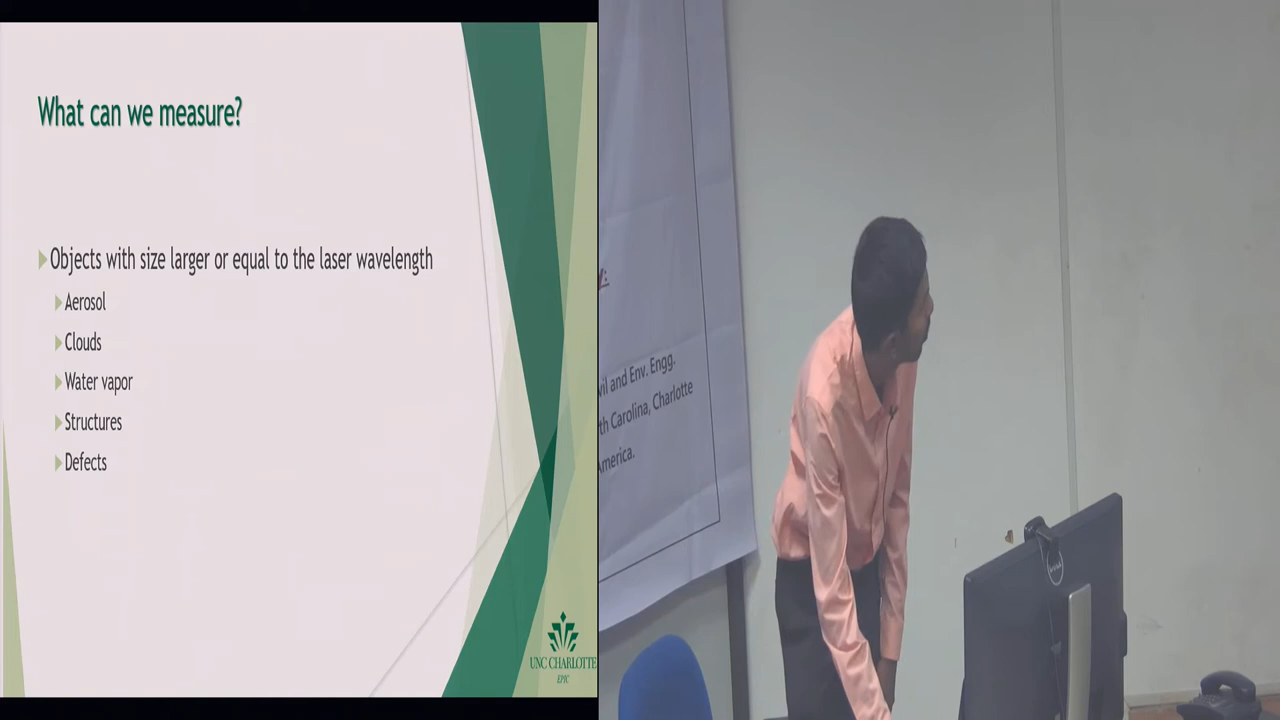 What can we measure?
Objects with size larger or equal to the laser wavelength
Aerosol
Clouds
Water vapor
Structures
Defects
UNC CHARLOTTE
EPIC
vil and Env. Engg.
th Carolina, Charlotte
America.